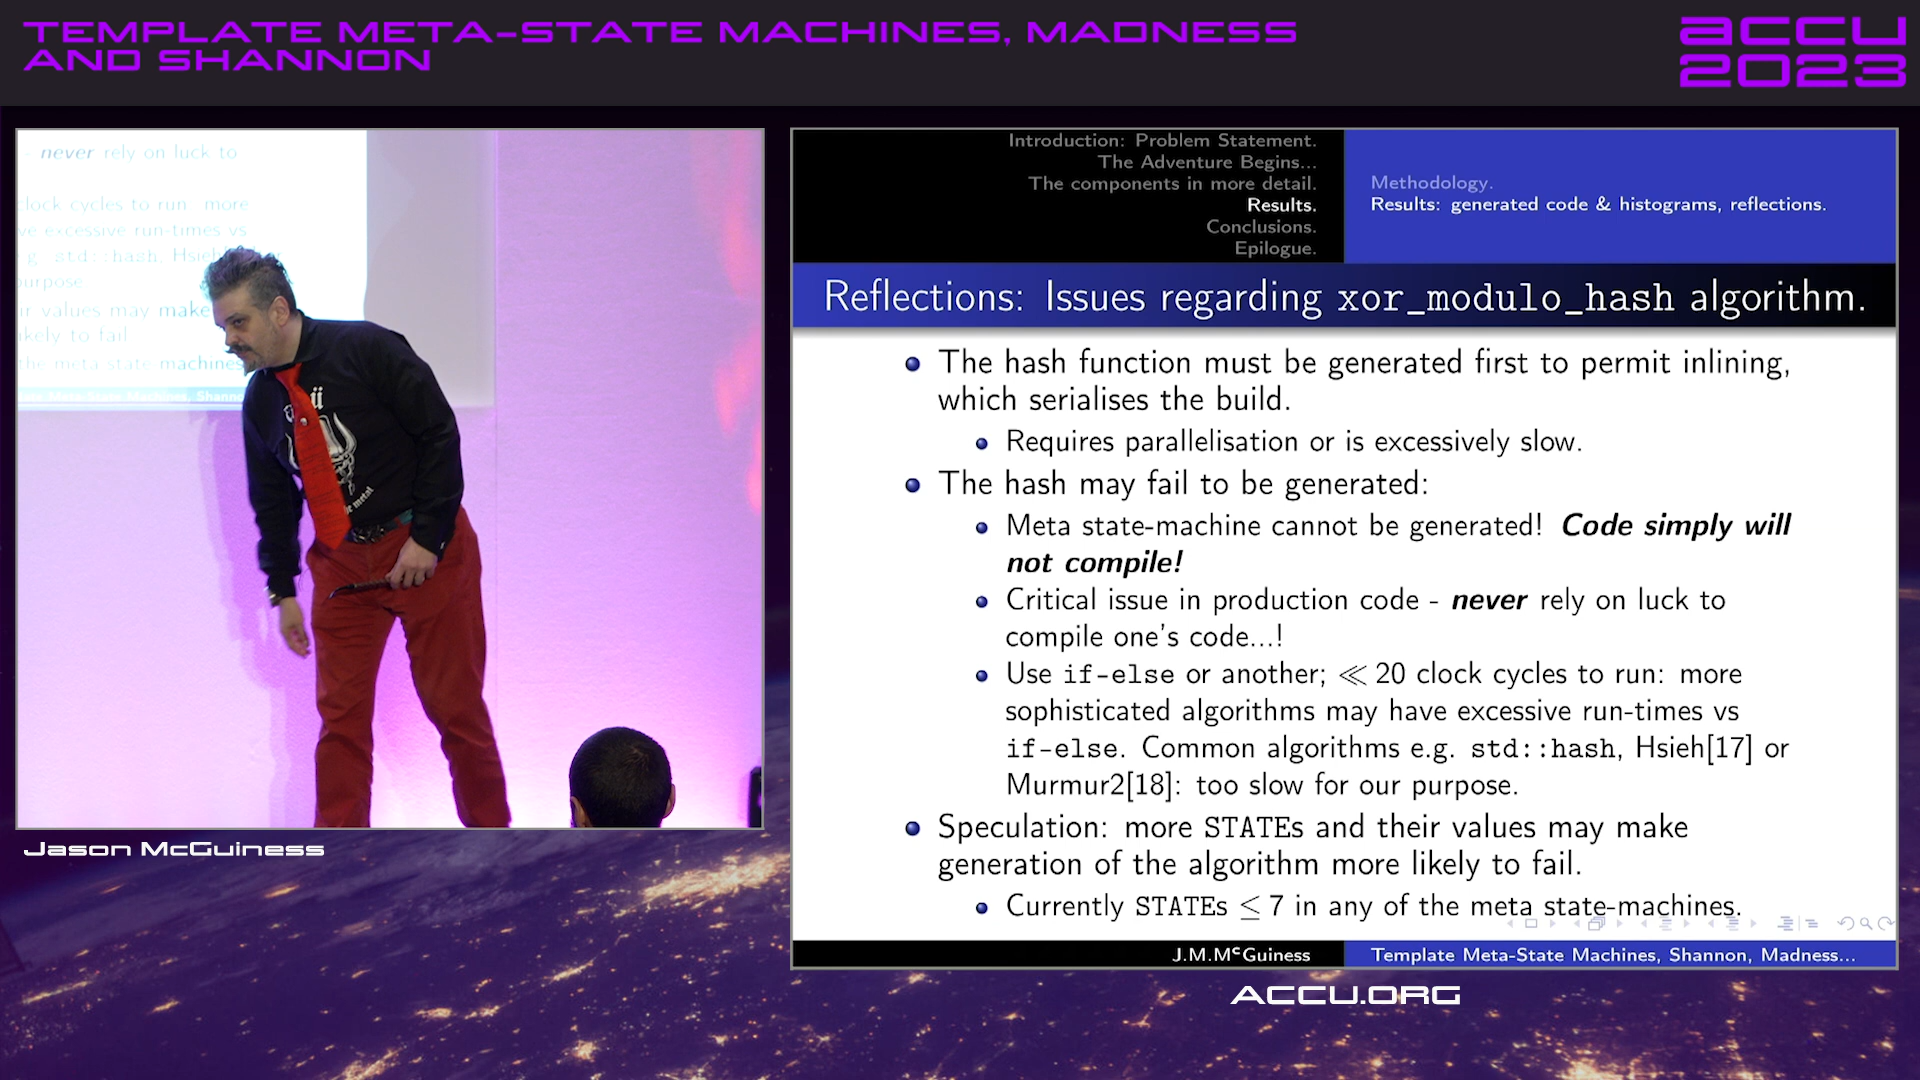 TEMPLATE META-STATE MACHINES, MADNESS
AND SHANNON
accu
2023
- never rely on luck to
clock cycles to run: more
ve excessive run-times vs
e.g. std::hash, Hsieh
purpose
ir values may make
ikely to fail
the meta state machines
Jason McGuiness
Introduction: Problem Statement.
The Adventure Begins...
The components in more detail.
Results.
Conclusions.
Epilogue.
Methodology.
Results: generated code & histograms, reflections.
Reflections: Issues regarding xor_modulo_hash algorithm.
The hash function must be generated first to permit inlining,
which serialises the build.
Requires parallelisation or is excessively slow.
The hash may fail to be generated:
Meta state-machine cannot be generated! Code simply will
not compile!
Critical issue in production code - never rely on luck to
compile one's code...!
Use if-else or another; ≪ 20 clock cycles to run: more
sophisticated algorithms may have excessive run-times vs
if-else. Common algorithms e.g. std::hash, Hsieh[17] or
Murmur2[18]: too slow for our purpose.
Speculation: more STATEs and their values may make
generation of the algorithm more likely to fail.
Currently STATEs ≤ 7 in any of the meta state-machines.
J.M.McGuiness
Template Meta-State Machines, Shannon, Madness...
ACCU.ORG